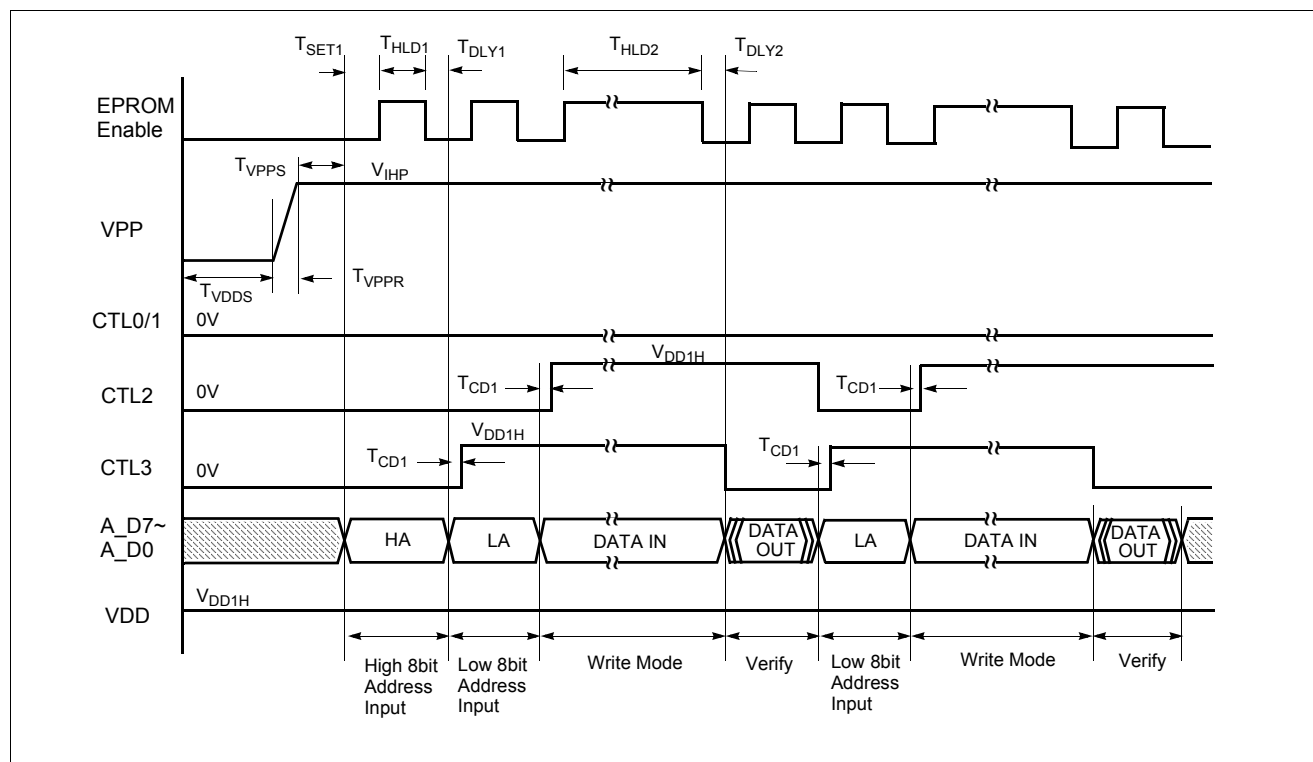 TSET1 THLD1 TDLY1 THLD2 TDLY2
EPROM
Enable
TVPPS VIHP
VPP
TVDDS TVPPR
CTL0/1 0V
VDD1H
CTL2 0V TCD1 TCD1
VDD1H
CTL3 0V TCD1 TCD1
A_D7~
A_D0
HA LA DATA IN DATA
OUT LA DATA IN DATA
OUT
VDD1H
VDD
High 8bit
Address
Input
Low 8bit
Address
Input
Write Mode
Verify
Low 8bit
Address
Input
Write Mode
Verify